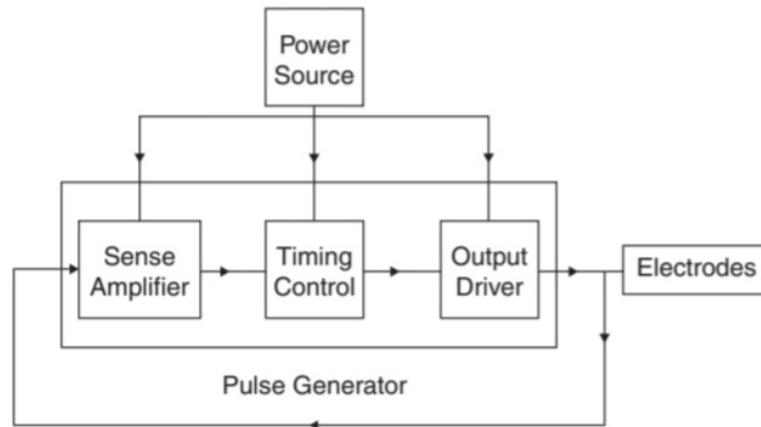 Power
Source
Sense
Amplifier
Timing
Control
Output
Driver
Electrodes
Pulse Generator